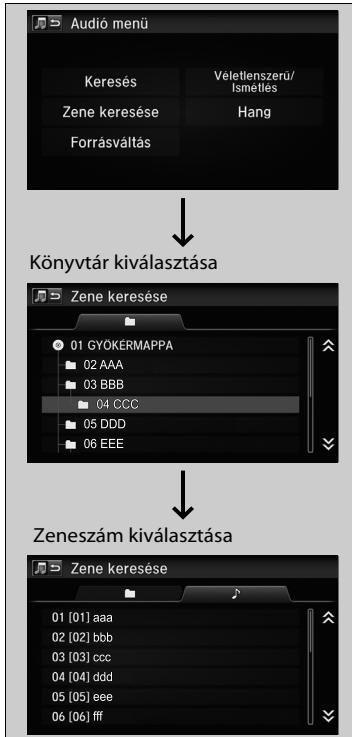 Audió menü
Keresés
Véletlenszerű/
Ismétlés
Zene keresése
Hang
Forrásváltás
Könyvtár kiválasztása
Zene keresése
01 GYÖKÉRMAPPA
02 AAA
03 BBB
04 CCC
05 DDD
06 EEE
Zeneszám kiválasztása
Zene keresése
01 [01] aaa
02 [02] bbb
03 [03] ccc
04 [04] ddd
05 [05] eee
06 [06] fff